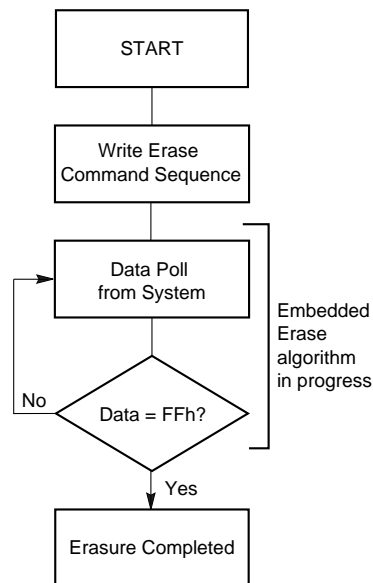 START
Write Erase
Command Sequence
Data Poll
from System
Embedded
Erase
algorithm
in progress
Data = FFh?
No
Yes
Erasure Completed